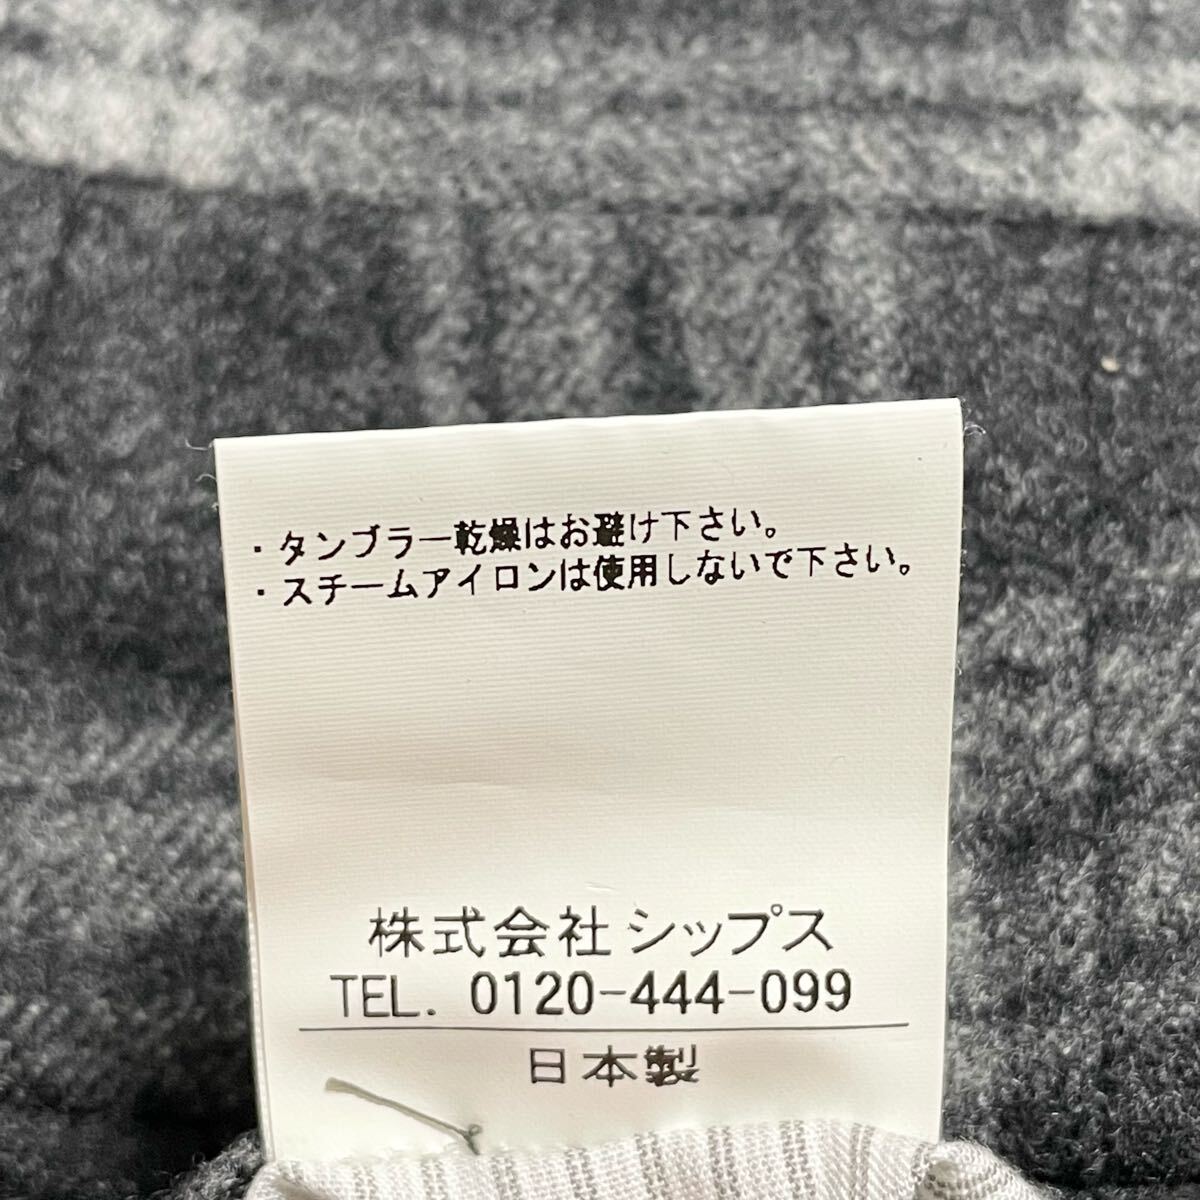 ・タンブラー乾燥はお避け下さい。
・スチームアイロンは使用しないで下さい。
株式会社シップス
TEL. 0120-444-099
日本製